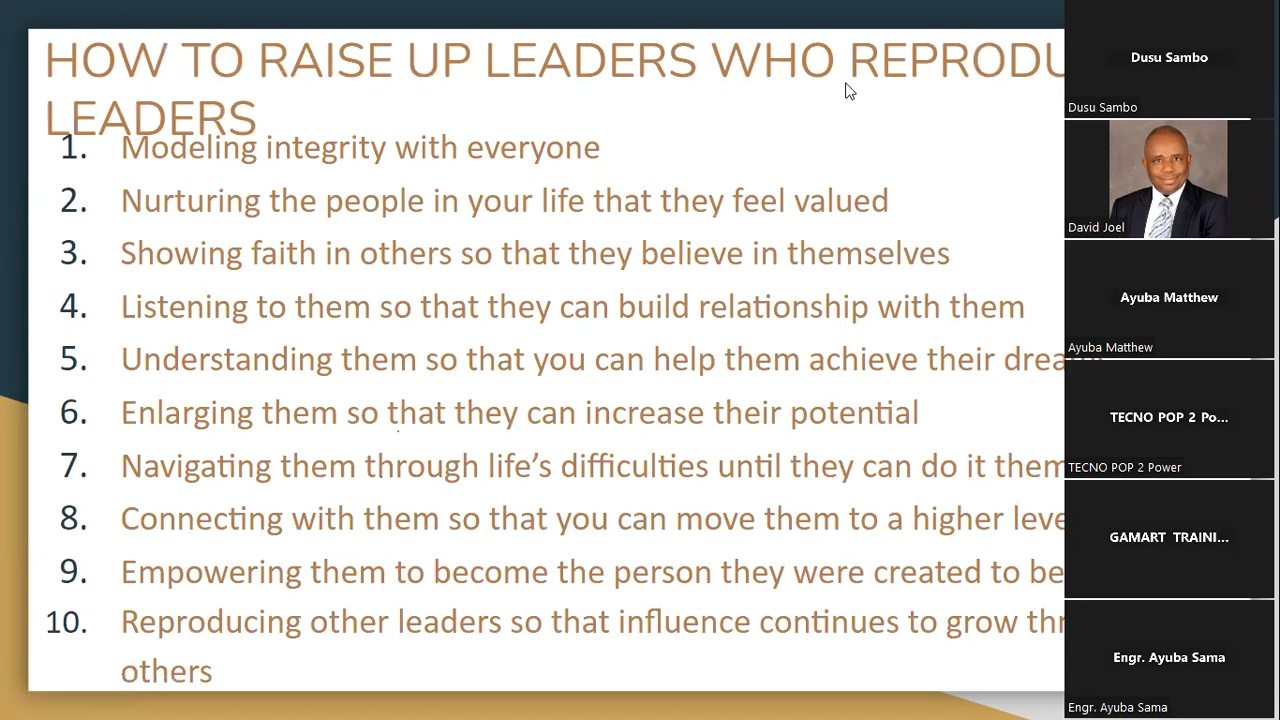 HOW TO RAISE UP LEADERS WHO REPRODU
LEADERS
1. Modeling integrity with everyone
2. Nurturing the people in your life that they feel valued
3. Showing faith in others so that they believe in themselves
4. Listening to them so that they can build relationship with them
5. Understanding them so that you can help them achieve their drea
6. Enlarging them so that they can increase their potential
7. Navigating them through life’s difficulties until they can do it them
8. Connecting with them so that you can move them to a higher leve
9. Empowering them to become the person they were created to be
10. Reproducing other leaders so that influence continues to grow thr
others
Dusu Sambo
Dusu Sambo
David Joel
Ayuba Matthew
Ayuba Matthew
TECNO POP 2 Po...
TECNO POP 2 Power
GAMART TRAINI...
Engr. Ayuba Sama
Engr. Ayuba Sama